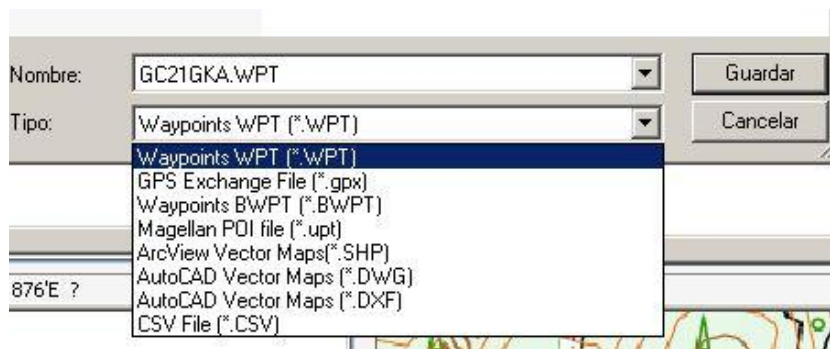 Nombre: GC21GKA.WPT Guardar
Tipo: Waypoints WPT (*.WPT) Cancelar
Waypoints WPT (*.WPT)
GPS Exchange File (*.gpx)
Waypoints BWPT (*.BWPT)
Magellan POI file (*.upt)
ArcView Vector Maps(*.SHP)
AutoCAD Vector Maps (*.DWG)
876'E ?
AutoCAD Vector Maps (*.DXF)
CSV File (*.CSV)